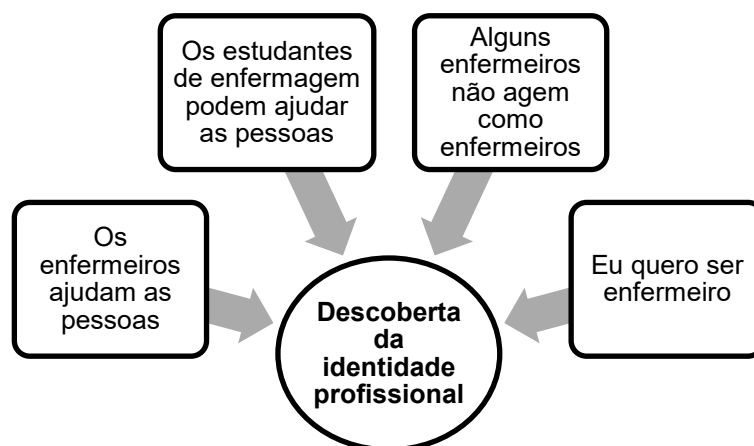 Os
enfermeiros
ajudam as
pessoas
Os estudantes
de enfermagem
podem ajudar
as pessoas
Alguns
enfermeiros
não agem
como
enfermeiros
Eu quero ser
enfermeiro
Descoberta
da
identidade
profissional